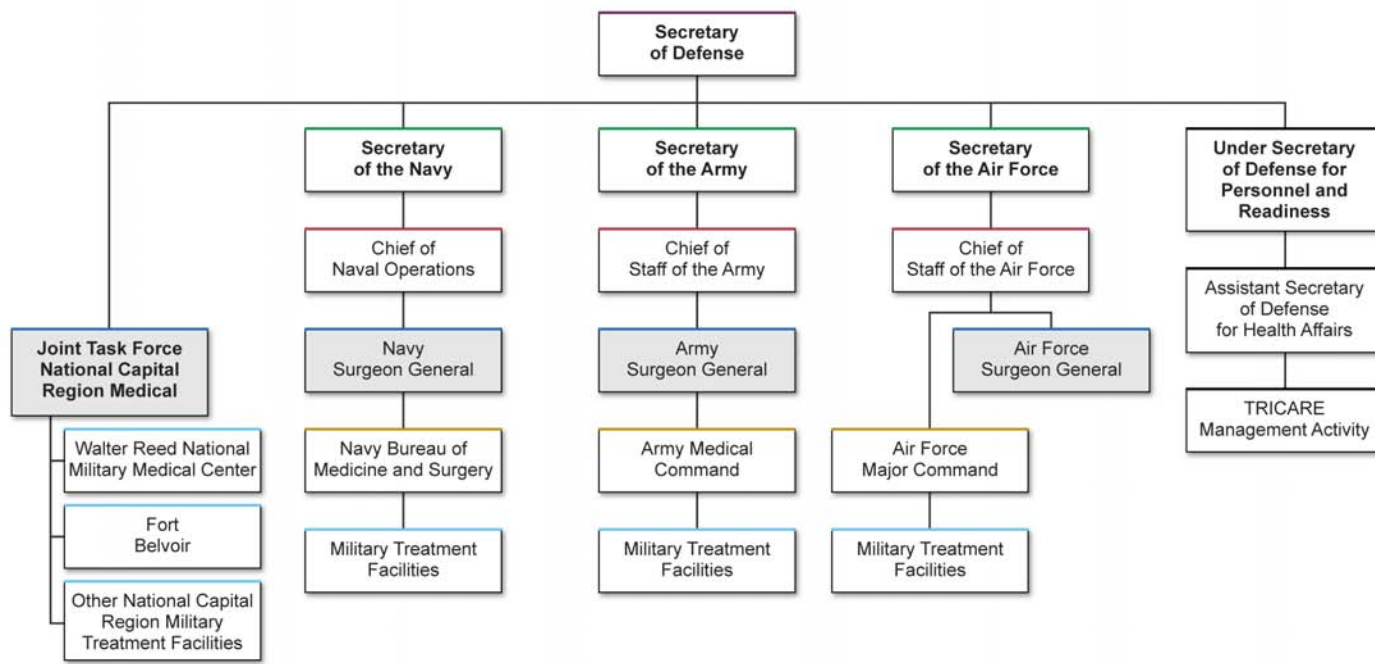 Secretary
of Defense
Secretary
of the Navy
Secretary
of the Army
Secretary
of the Air Force
Under Secretary
of Defense for
Personnel and
Readiness
Chief of
Naval Operations
Chief of
Staff of the Army
Chief of
Staff of the Air Force
Assistant Secretary
of Defense
for Health Affairs
Joint Task Force
National Capital
Region Medical
Navy
Surgeon General
Army
Surgeon General
Air Force
Surgeon General
TRICARE
Management Activity
Walter Reed National
Military Medical Center
Navy Bureau of
Medicine and Surgery
Army Medical
Command
Air Force
Major Command
Fort
Belvoir
Military Treatment
Facilities
Military Treatment
Facilities
Military Treatment
Facilities
Other National Capital
Region Military
Treatment Facilities